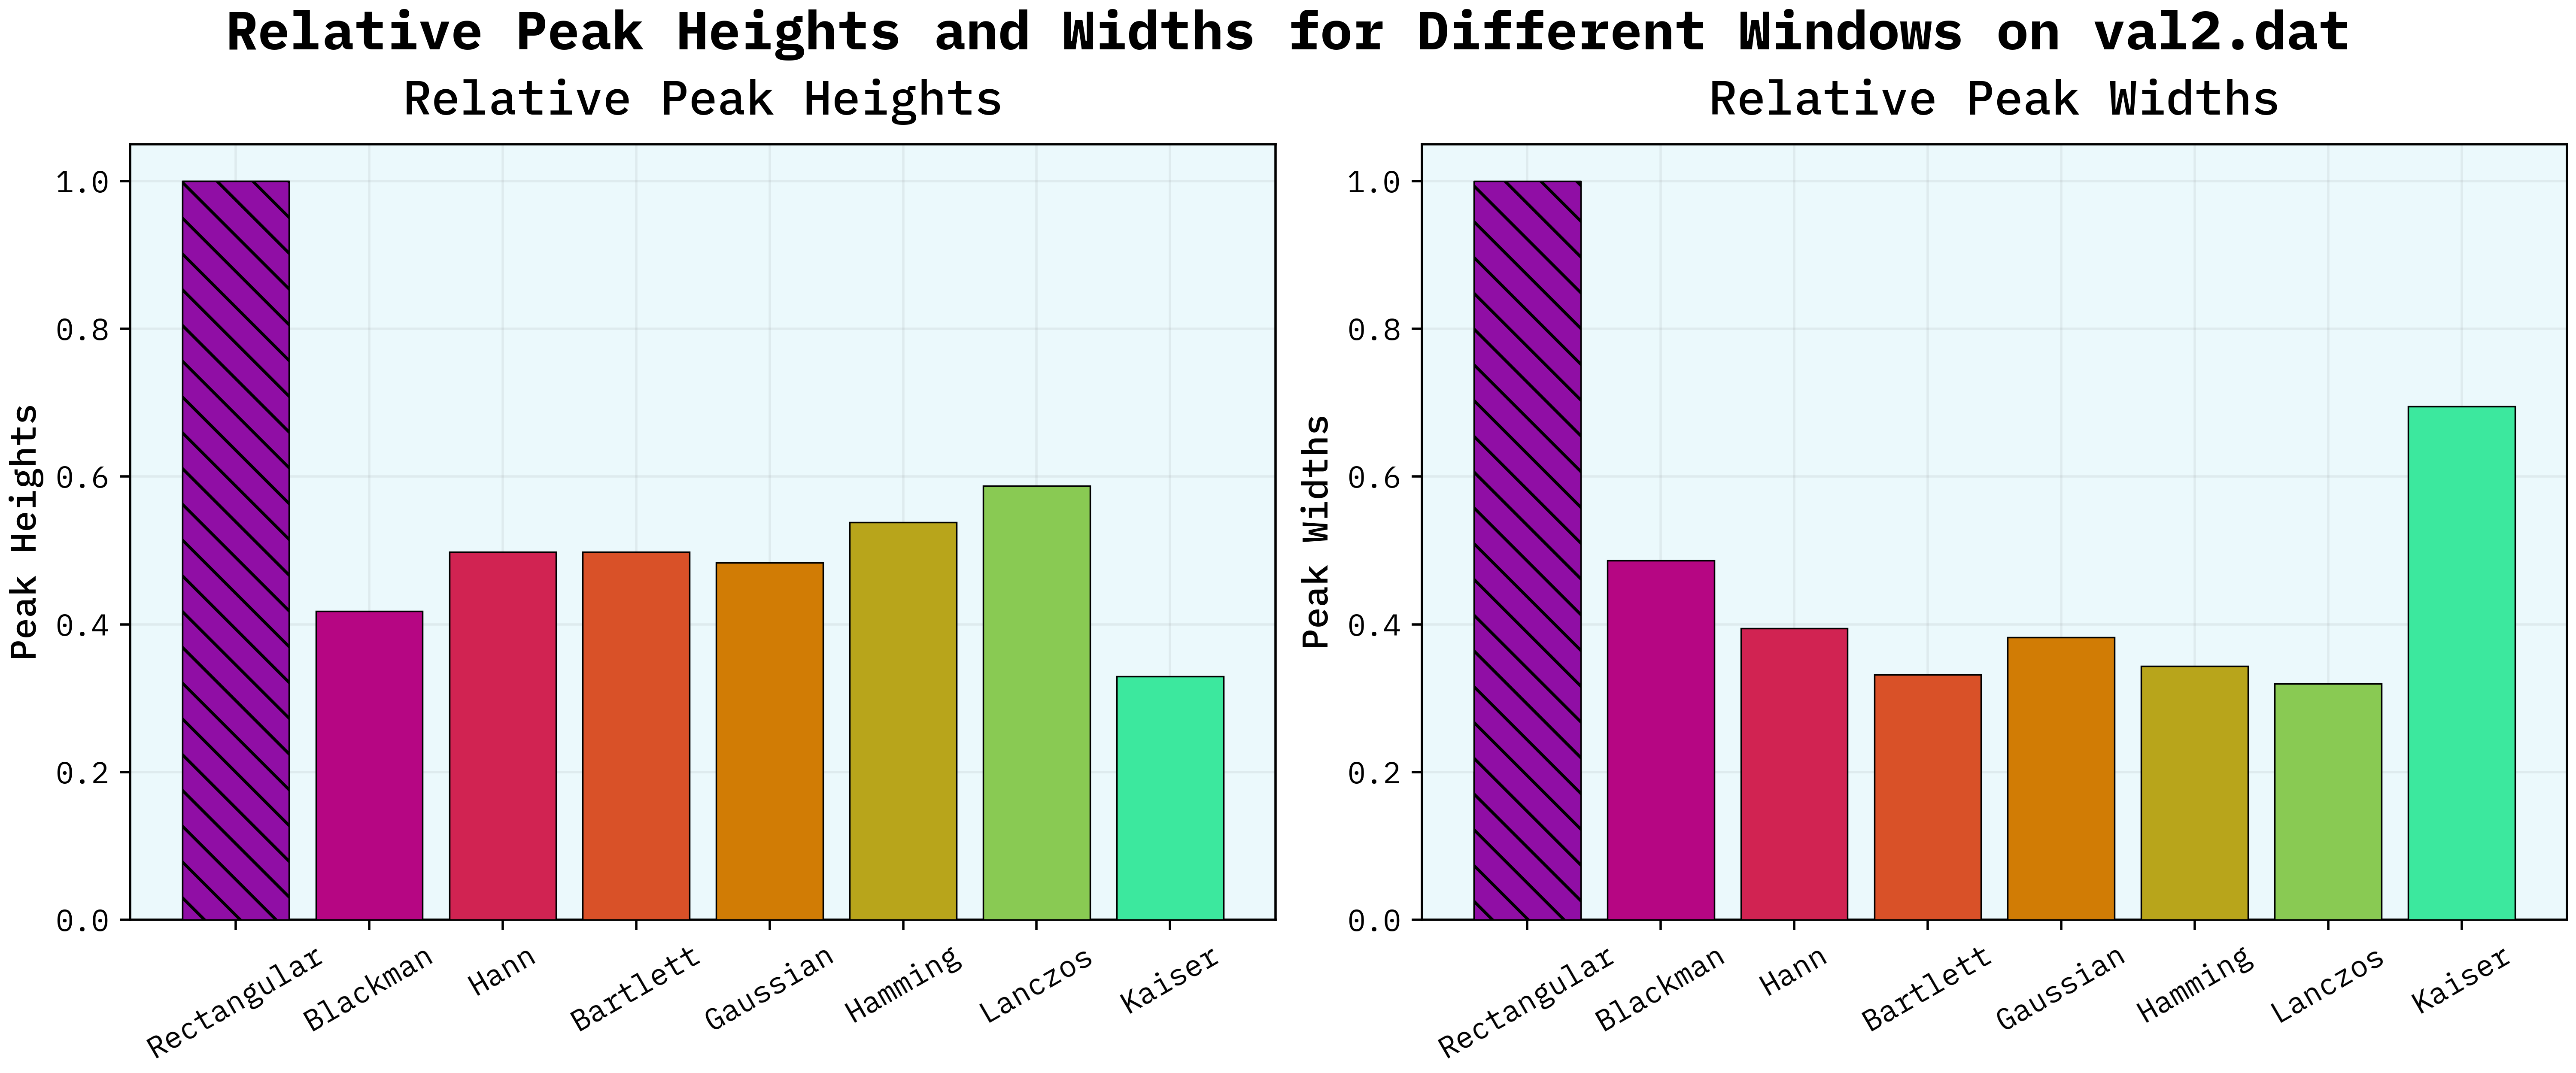 Relative Peak Heights and Widths for Different Windows on val2.dat
Relative Peak Heights
Peak Heights
1.0
0.8
0.6
0.4
0.2
0.0
Rectangular
Blackman
Hann
Bartlett
Gaussian
Hamming
Lanczos
Kaiser
Relative Peak Widths
Peak Widths
1.0
0.8
0.6
0.4
0.2
0.0
Rectangular
Blackman
Hann
Bartlett
Gaussian
Hamming
Lanczos
Kaiser